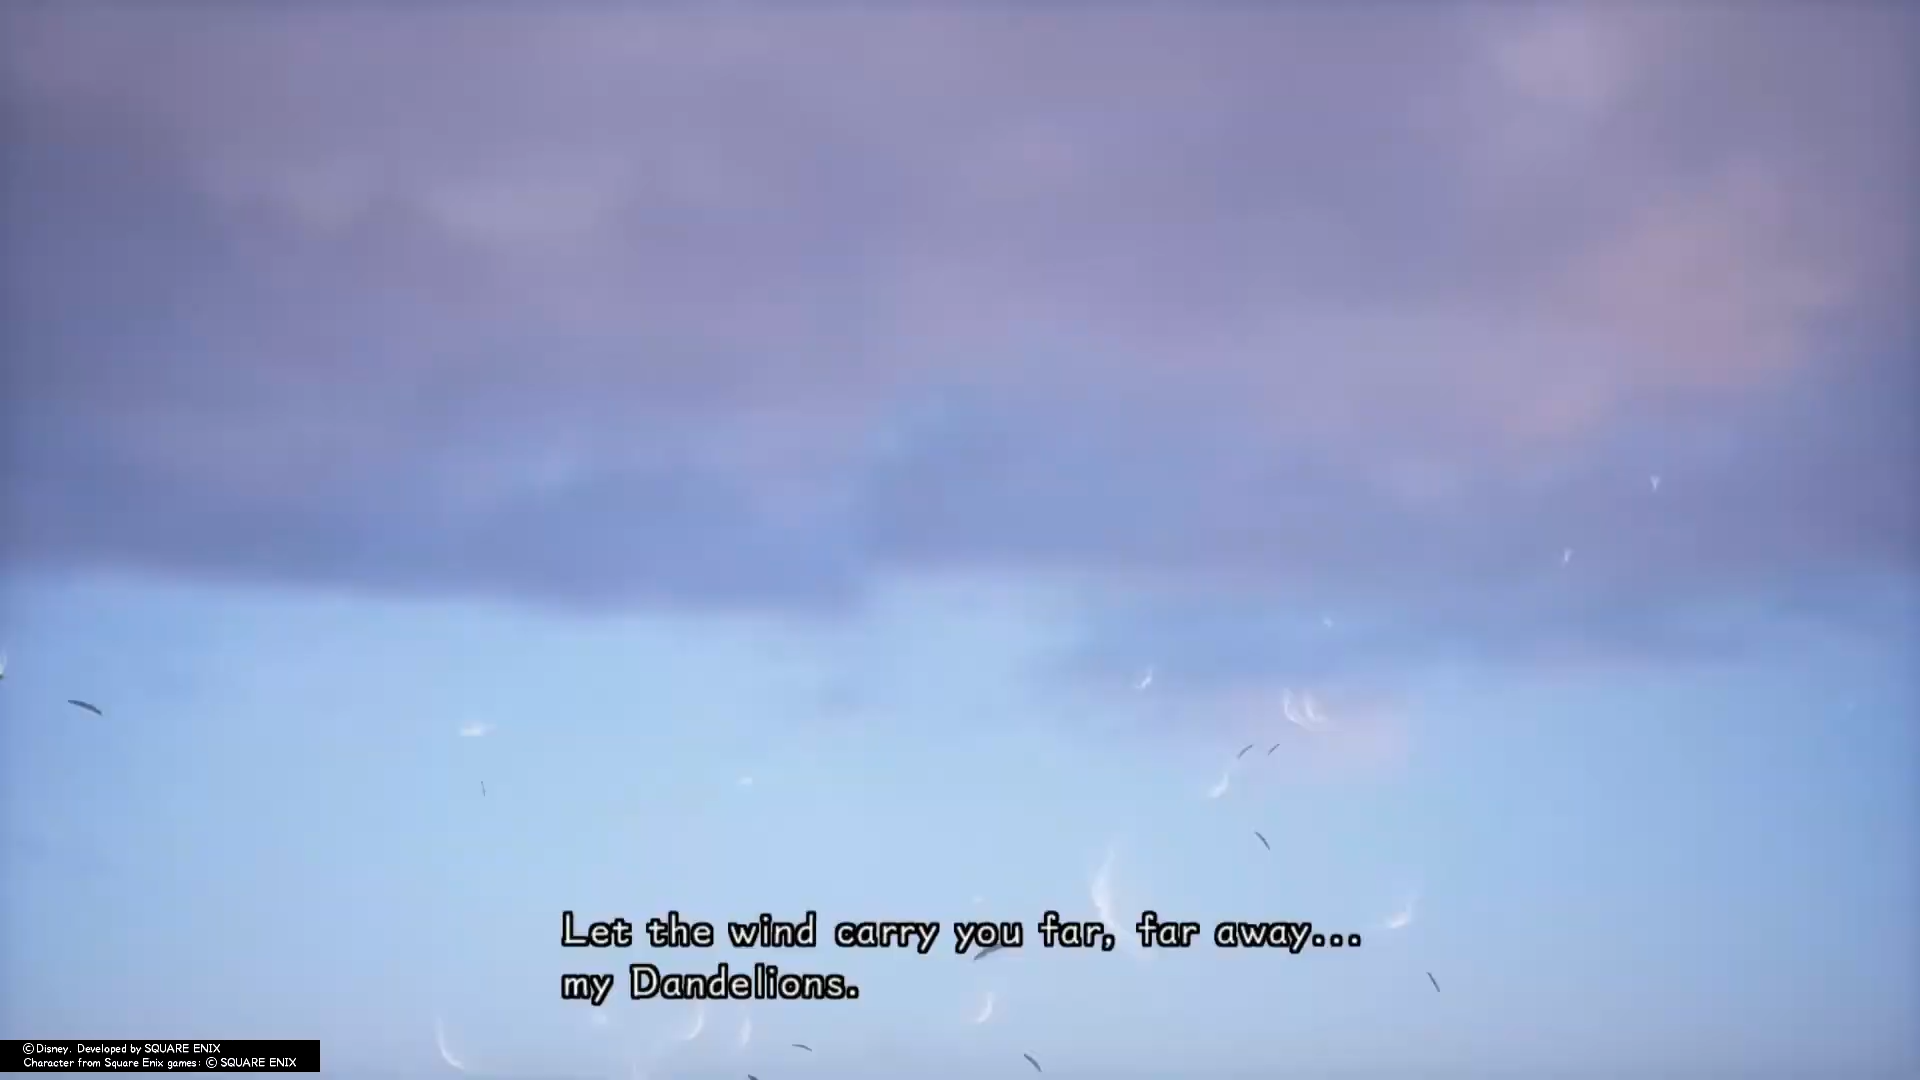 Let the wind carry you far, far away...
my Dandelions.
©Disney. Developed by SQUARE ENIX
Character from Square Enix games: © SQUARE ENIX